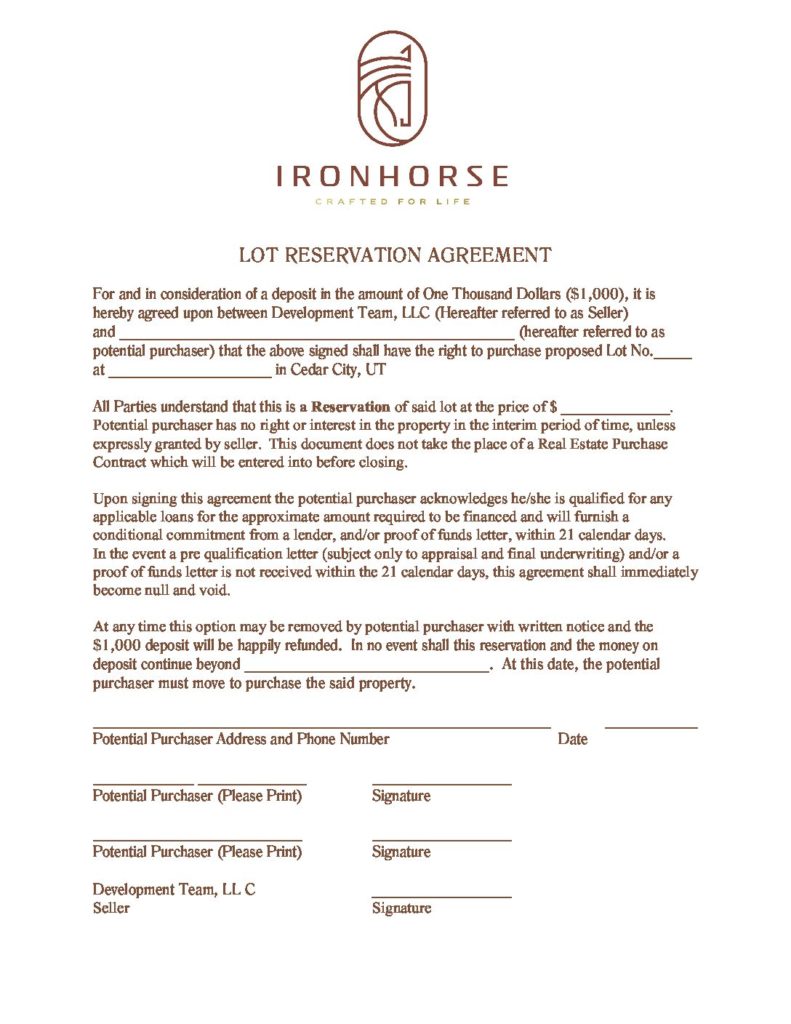 IRONHORSE
CRAFTED FOR LIFE
LOT RESERVATION AGREEMENT
For and in consideration of a deposit in the amount of One Thousand Dollars ($1,000), it is
hereby agreed upon between Development Team, LLC (Hereafter referred to as Seller)
and ______________________________________________ (hereafter referred to as
potential purchaser) that the above signed shall have the right to purchase proposed Lot No._____
at ___________________ in Cedar City, UT
All Parties understand that this is a Reservation of said lot at the price of $ _____________.
Potential purchaser has no right or interest in the property in the interim period of time, unless
expressly granted by seller. This document does not take the place of a Real Estate Purchase
Contract which will be entered into before closing.
Upon signing this agreement the potential purchaser acknowledges he/she is qualified for any
applicable loans for the approximate amount required to be financed and will furnish a
conditional commitment from a lender, and/or proof of funds letter, within 21 calendar days.
In the event a pre qualification letter (subject only to appraisal and final underwriting) and/or a
proof of funds letter is not received within the 21 calendar days, this agreement shall immediately
become null and void.
At any time this option may be removed by potential purchaser with written notice and the
$1,000 deposit will be happily refunded. In no event shall this reservation and the money on
deposit continue beyond ____________________________. At this date, the potential
purchaser must move to purchase the said property.
Potential Purchaser Address and Phone Number Date
Potential Purchaser (Please Print) Signature
Potential Purchaser (Please Print) Signature
Development Team, LL C
Seller Signature